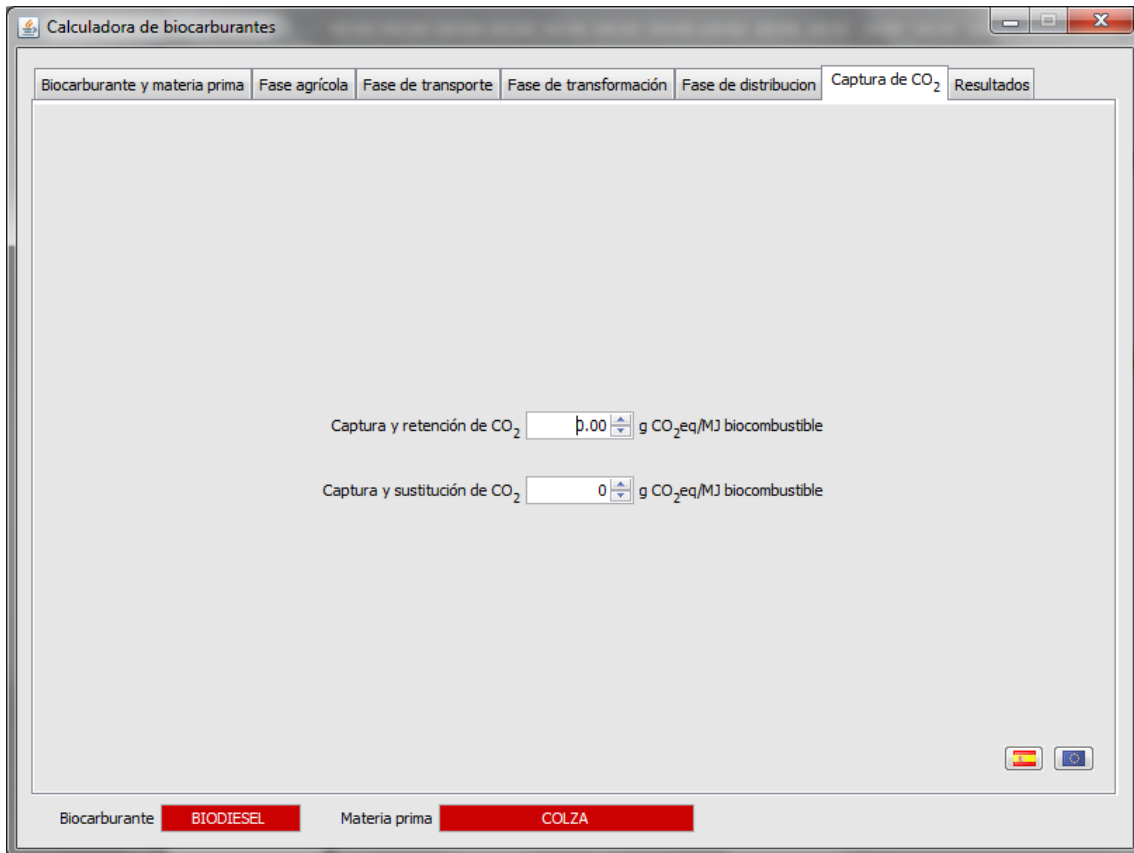 Calculadora de biocarburantes
Biocarburante y materia prima Fase agrícola Fase de transporte Fase de transformación Fase de distribucion Captura de CO2 Resultados
Captura y retención de CO2 0.00 g CO2eq/MJ biocombustible
Captura y sustitución de CO2 0 g CO2eq/MJ biocombustible
Biocarburante BIODIESEL Materia prima COLZA